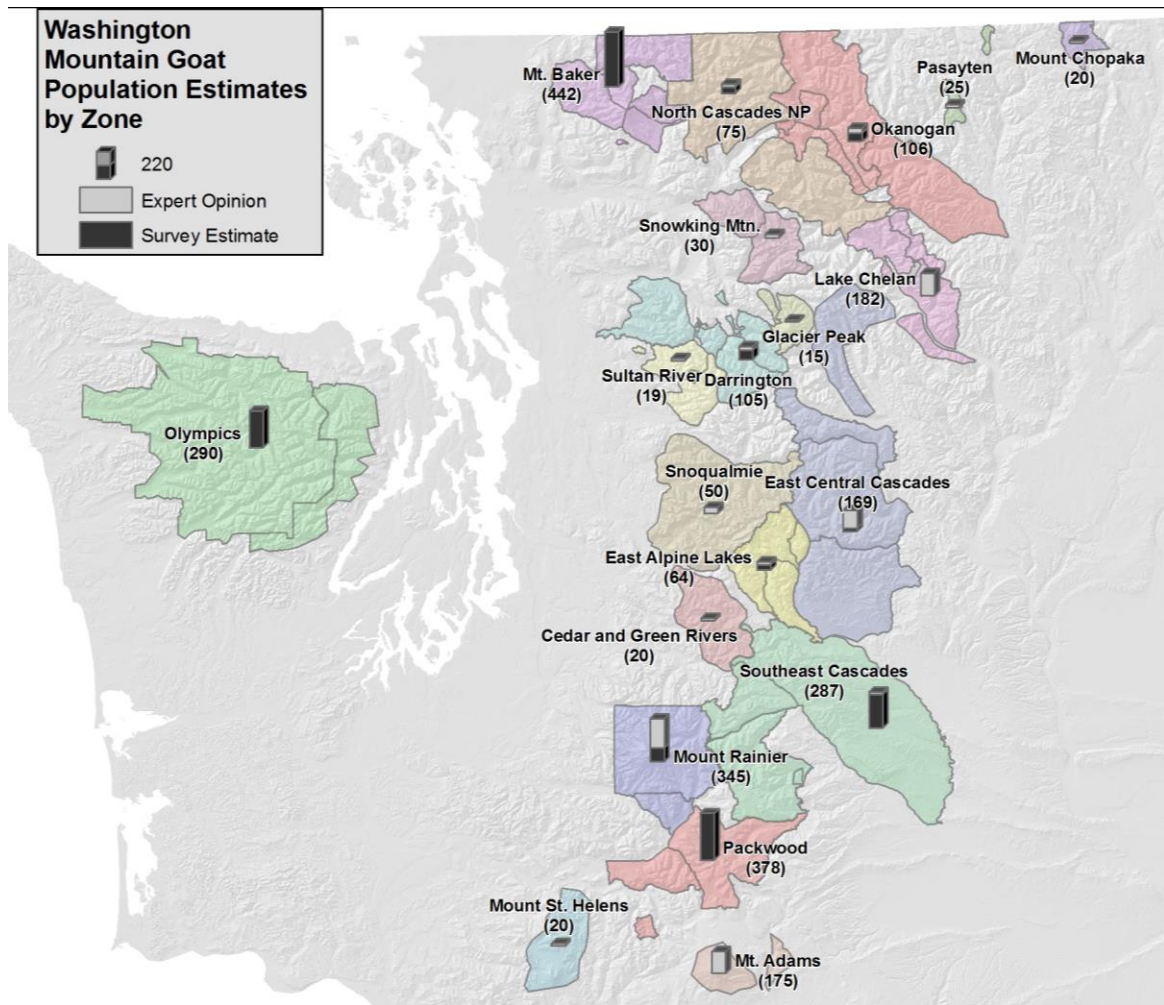 Washington
Mountain Goat
Population Estimates
by Zone
220
Expert Opinion
Survey Estimate
Mt. Baker
(442)
North Cascades NP
(75)
Pasayten
(25)
Mount Chopaka
(20)
Okanogan
(106)
Snowking Mtn.
(30)
Lake Chelan
(182)
Glacier Peak
(15)
Sultan River
(19)
Darrington
(105)
Olympics
(290)
Snoqualmie
(50)
East Central Cascades
(169)
East Alpine Lakes
(64)
Cedar and Green Rivers
(20)
Southeast Cascades
(287)
Mount Rainier
(345)
Packwood
(378)
Mount St. Helens
(20)
Mt. Adams
(175)